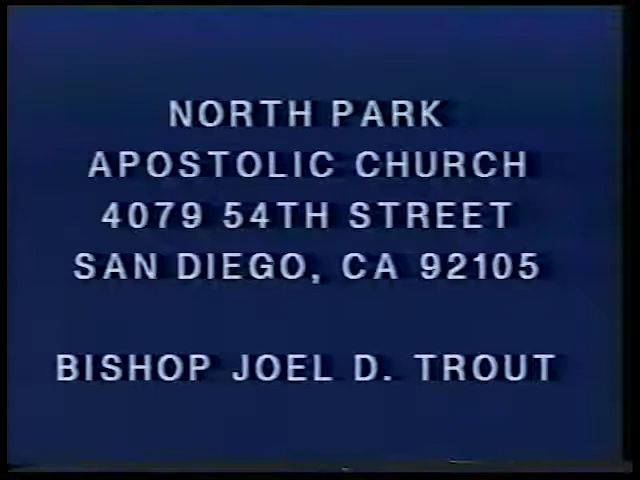 NORTH PARK
APOSTOLIC CHURCH
4079 54TH STREET
SAN DIEGO, CA 92105
BISHOP JOEL D. TROUT